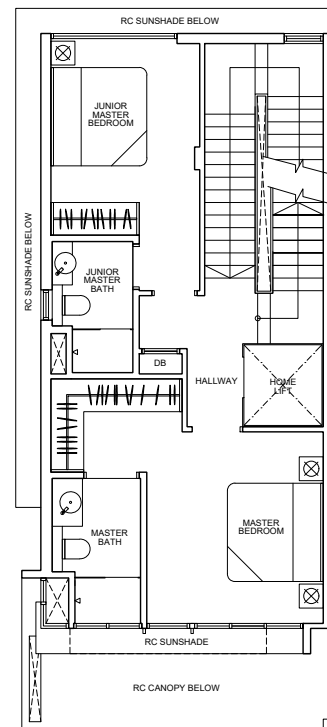 RC SUNSHADE BELOW
JUNIOR
MASTER
BEDROOM
RC SUNSHADE BELOW
JUNIOR
MASTER
BATH
DB
HALLWAY
HOME
LIFT
MASTER
BATH
MASTER
BEDROOM
RC SUNSHADE
RC CANOPY BELOW